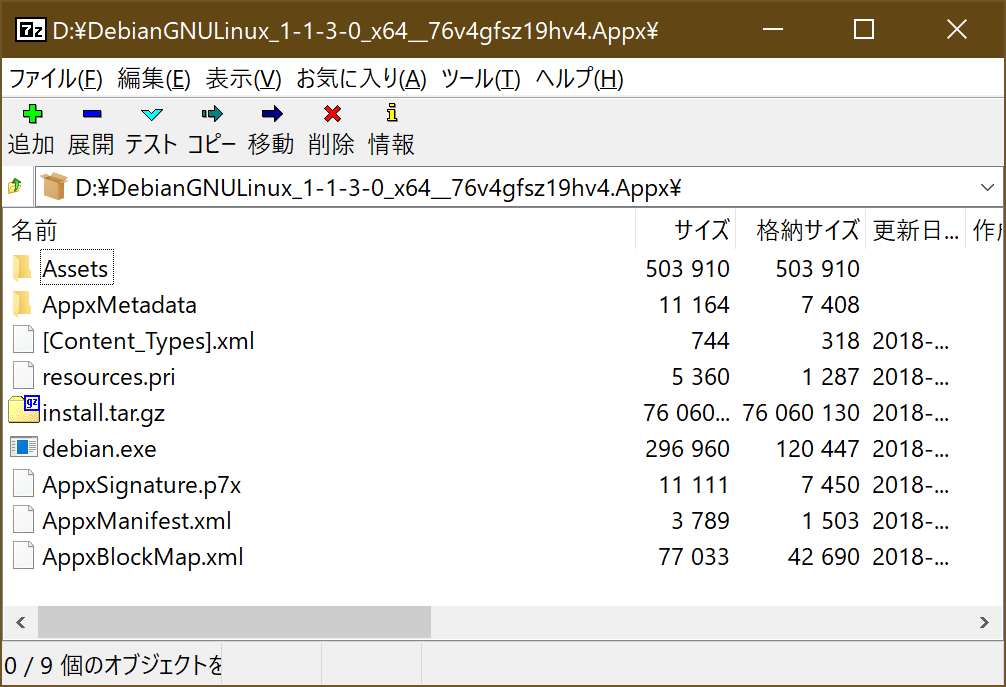 D:¥DebianGNULinux_1-1-3-0_x64__76v4gfsz19hv4.Appx¥
ファイル(F) 編集(E) 表示(V) お気に入り(A) ツール(T) ヘルプ(H)
追加 展開 テスト コピー 移動 削除 情報
D:¥DebianGNULinux_1-1-3-0_x64__76v4gfsz19hv4.Appx¥
名前 サイズ 格納サイズ 更新日... 作成
Assets 503 910 503 910
AppxMetadata 11 164 7 408
[Content_Types].xml 744 318 2018-...
resources.pri 5 360 1 287 2018-...
install.tar.gz 76 060... 76 060 130 2018-...
debian.exe 296 960 120 447 2018-...
AppxSignature.p7x 11 111 7 450 2018-...
AppxManifest.xml 3 789 1 503 2018-...
AppxBlockMap.xml 77 033 42 690 2018-...
0 / 9 個のオブジェクトを